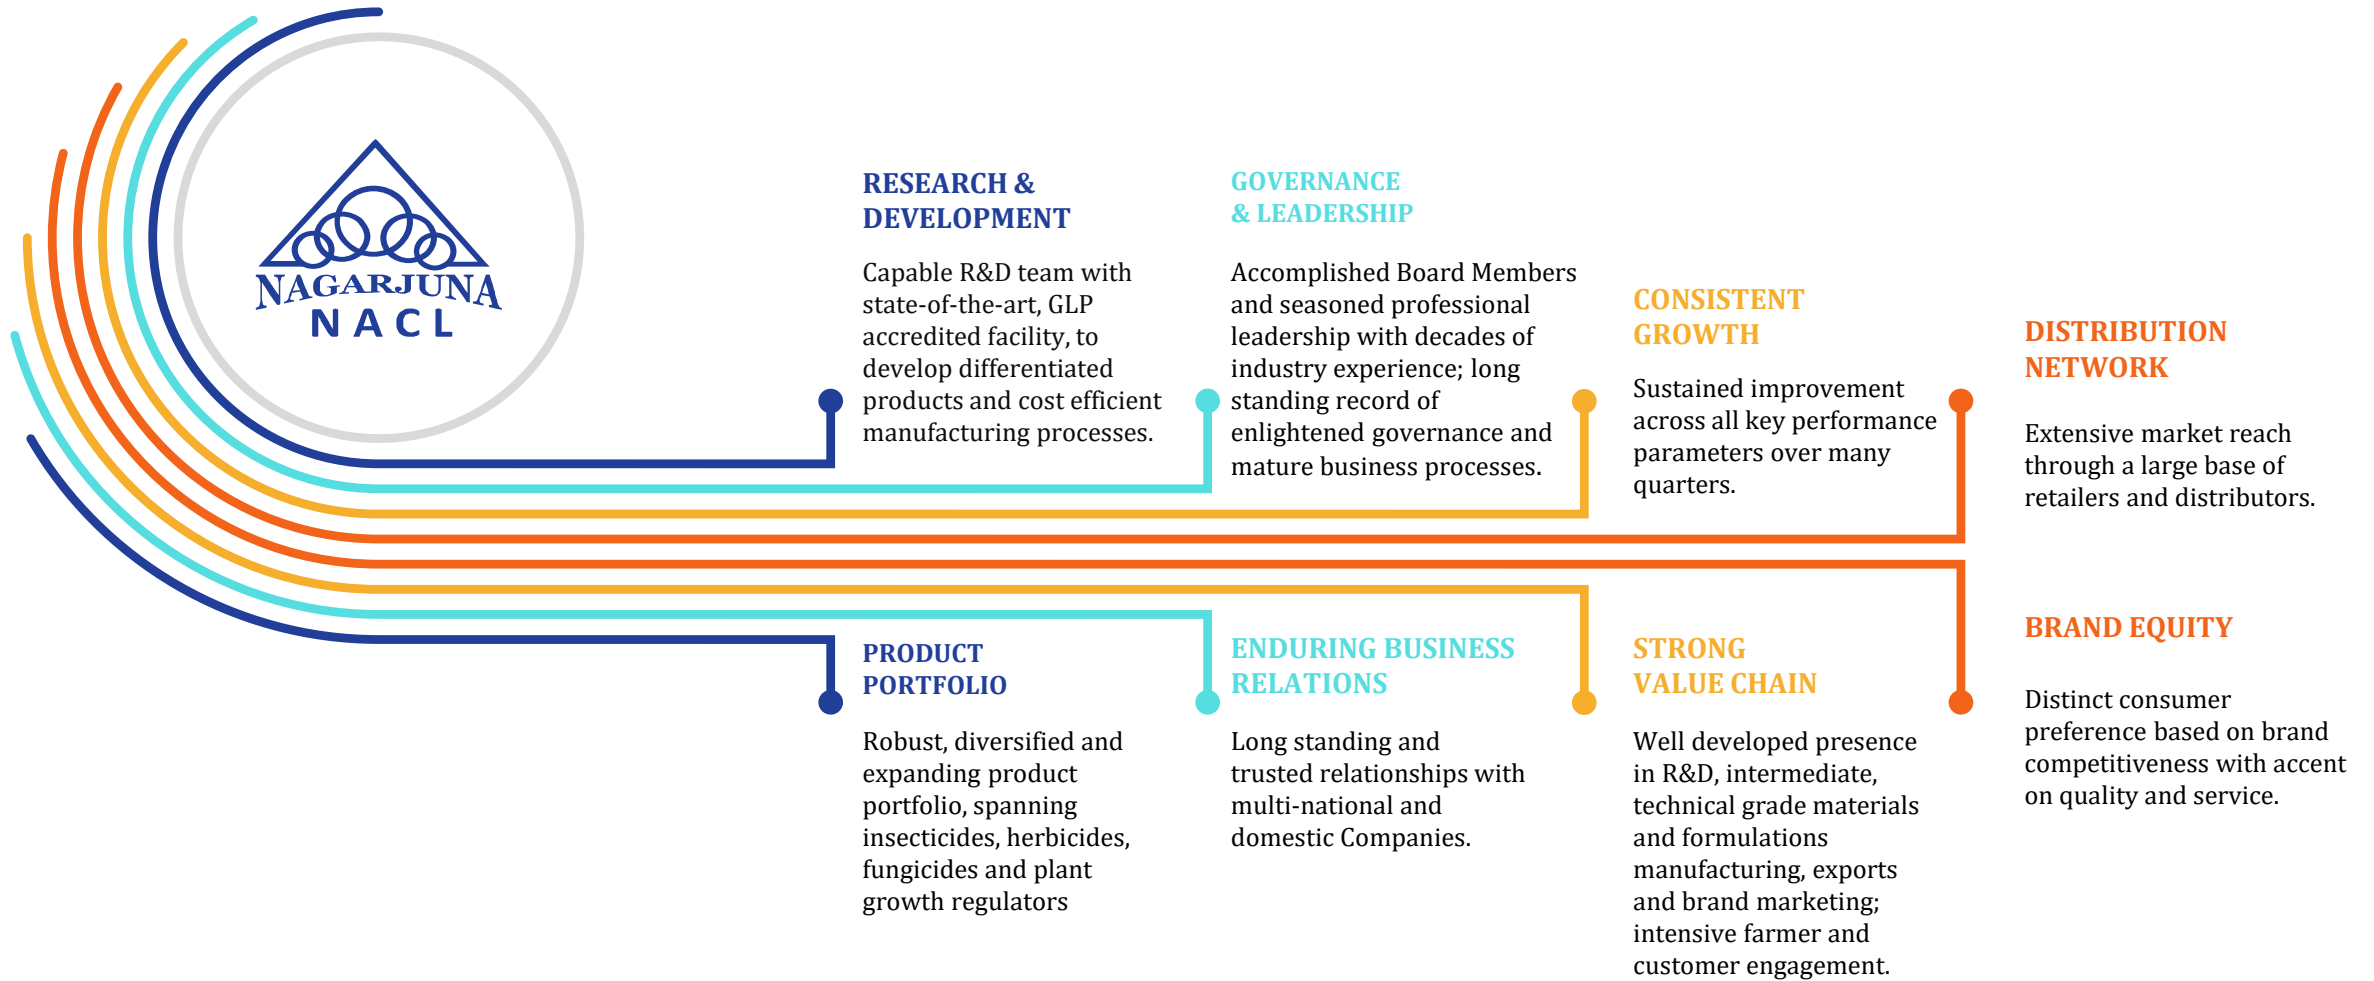 NAGARJUNA
NACL
RESEARCH &
DEVELOPMENT
Capable R&D team with
state-of-the-art, GLP
accredited facility, to
develop differentiated
products and cost efficient
manufacturing processes.
GOVERNANCE
& LEADERSHIP
Accomplished Board Members
and seasoned professional
leadership with decades of
industry experience; long
standing record of
enlightened governance and
mature business processes.
CONSISTENT
GROWTH
Sustained improvement
across all key performance
parameters over many
quarters.
DISTRIBUTION
NETWORK
Extensive market reach
through a large base of
retailers and distributors.
PRODUCT
PORTFOLIO
Robust, diversified and
expanding product
portfolio, spanning
insecticides, herbicides,
fungicides and plant
growth regulators
ENDURING BUSINESS
RELATIONS
Long standing and
trusted relationships with
multi-national and
domestic Companies.
STRONG
VALUE CHAIN
Well developed presence
in R&D, intermediate,
technical grade materials
and formulations
manufacturing, exports
and brand marketing;
intensive farmer and
customer engagement.
BRAND EQUITY
Distinct consumer
preference based on brand
competitiveness with accent
on quality and service.